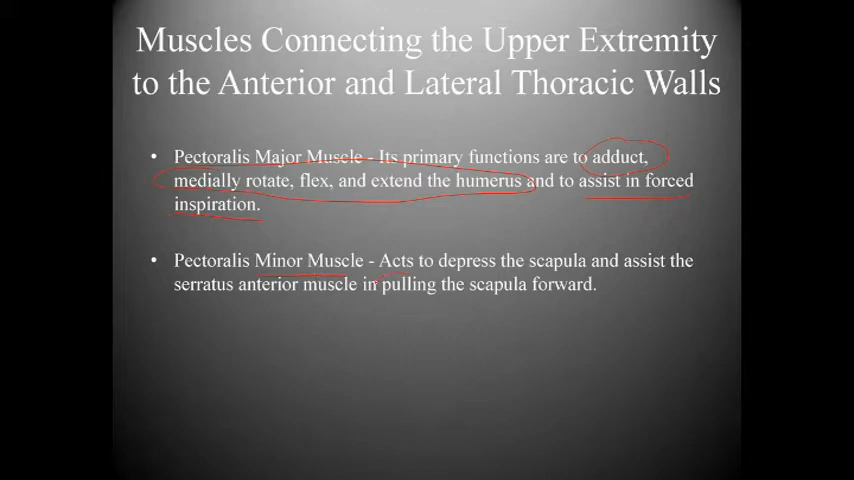 Muscles Connecting the Upper Extremity
to the Anterior and Lateral Thoracic Walls
• Pectoralis Major Muscle - Its primary functions are to adduct,
medially rotate, flex, and extend the humerus and to assist in forced
inspiration.
• Pectoralis Minor Muscle - Acts to depress the scapula and assist the
serratus anterior muscle in pulling the scapula forward.